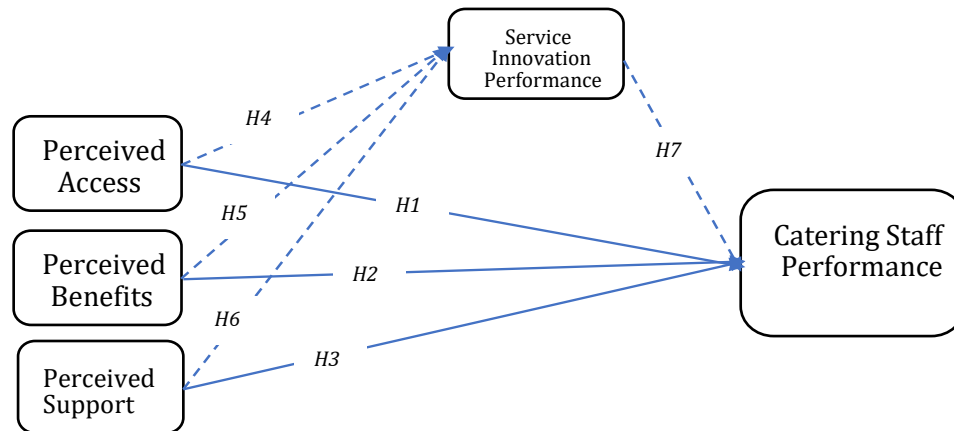 Service
Innovation
Performance
H4
Perceived
Access
H7
H1
H5
Catering Staff
Performance
Perceived
Benefits
H2
H6
H3
Perceived
Support